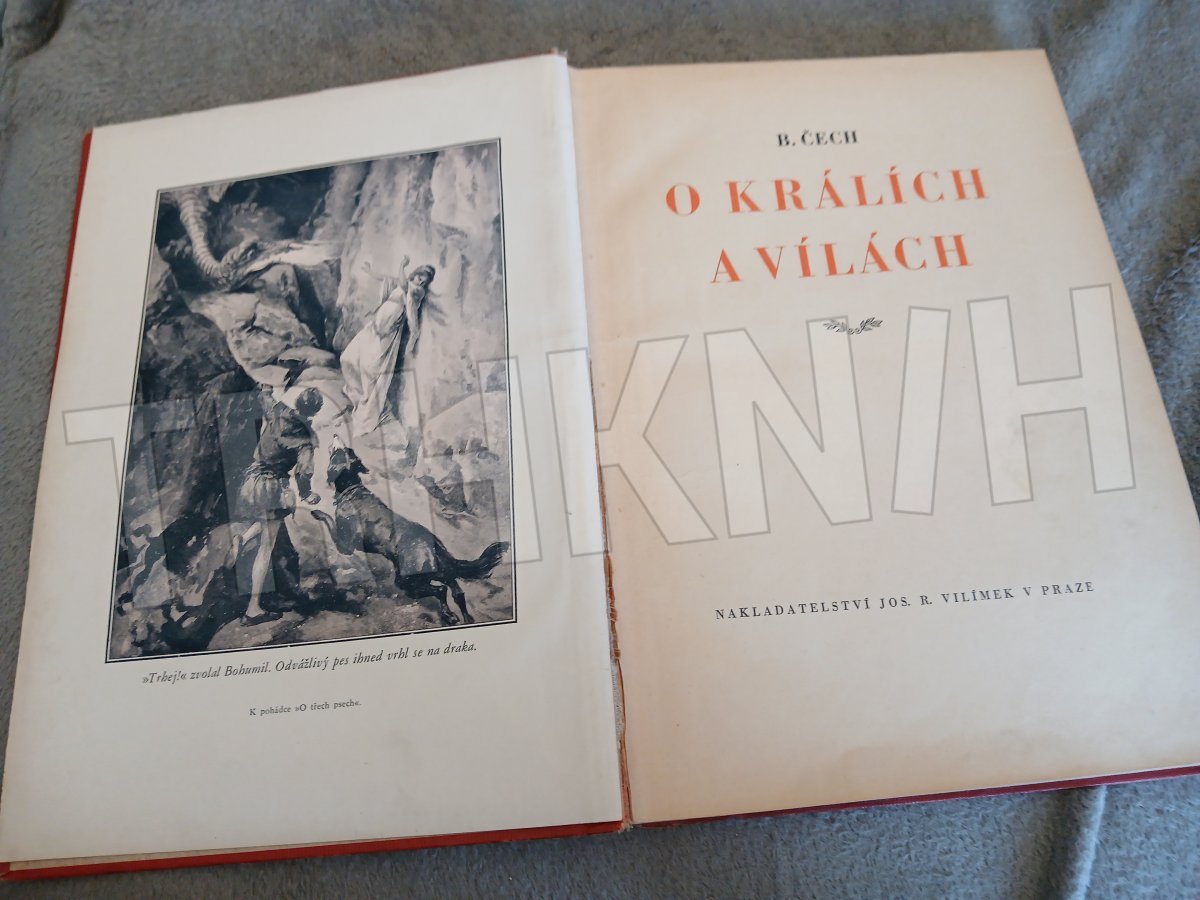 »Trhej!« zvolal Bohumil. Odvážlivý pes ihned vrhl se na draka.
K pohádce »O třech psech«.
B. ČECH
O KRÁLÍCH
A VÍLÁCH
NAKLADATELSTVÍ JOS. R. VILÍMEK V PRAZE
TRHKNIH